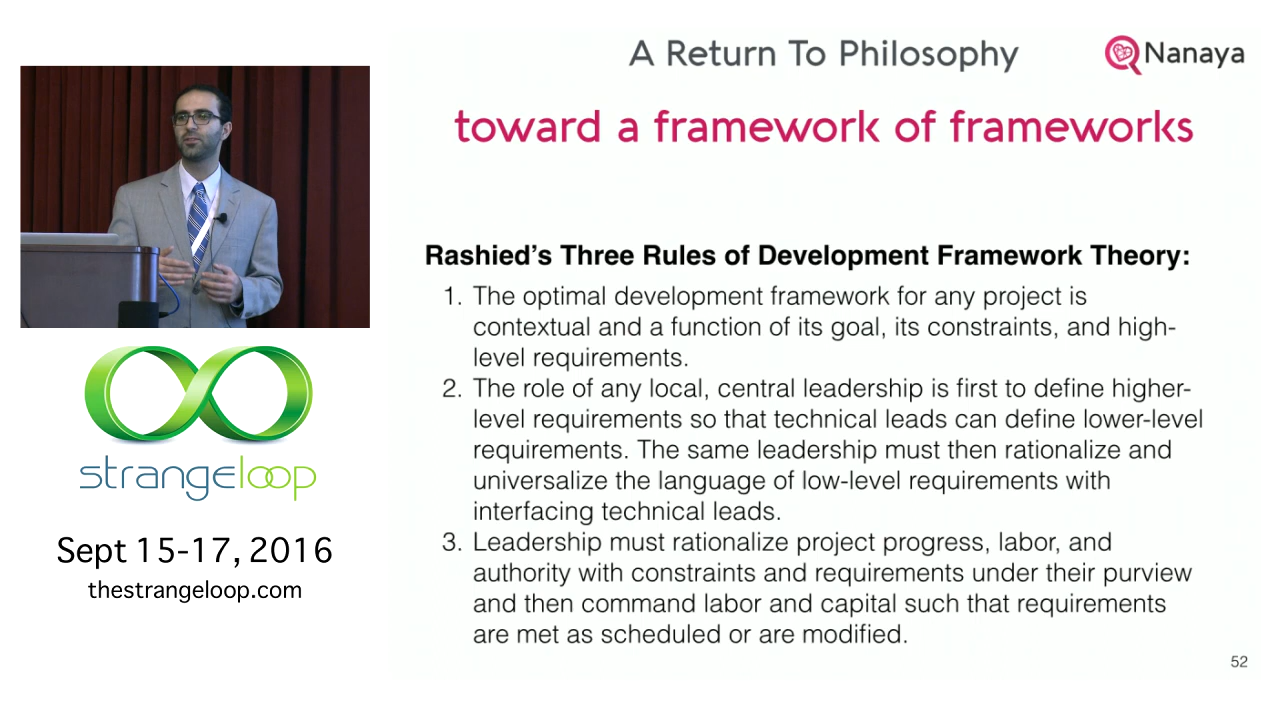 A Return To Philosophy
Nanaya
toward a framework of frameworks
Rashied's Three Rules of Development Framework Theory:
1. The optimal development framework for any project is
contextual and a function of its goal, its constraints, and high-
level requirements.
2. The role of any local, central leadership is first to define higher-
level requirements so that technical leads can define lower-level
requirements. The same leadership must then rationalize and
universalize the language of low-level requirements with
interfacing technical leads.
3. Leadership must rationalize project progress, labor, and
authority with constraints and requirements under their purview
and then command labor and capital such that requirements
are met as scheduled or are modified.
52
strangeloop
Sept 15-17, 2016
thestrangeloop.com